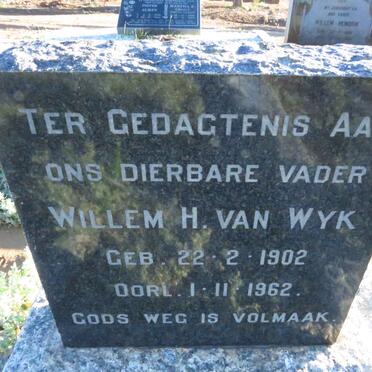 TER GEDAGTENIS AA
ONS DIERBARE VADER
WILLEM H. VAN WYK
GEB. 22·2·1902
OORL. 1·11·1962.
GODS WEG IS VOLMAAK.